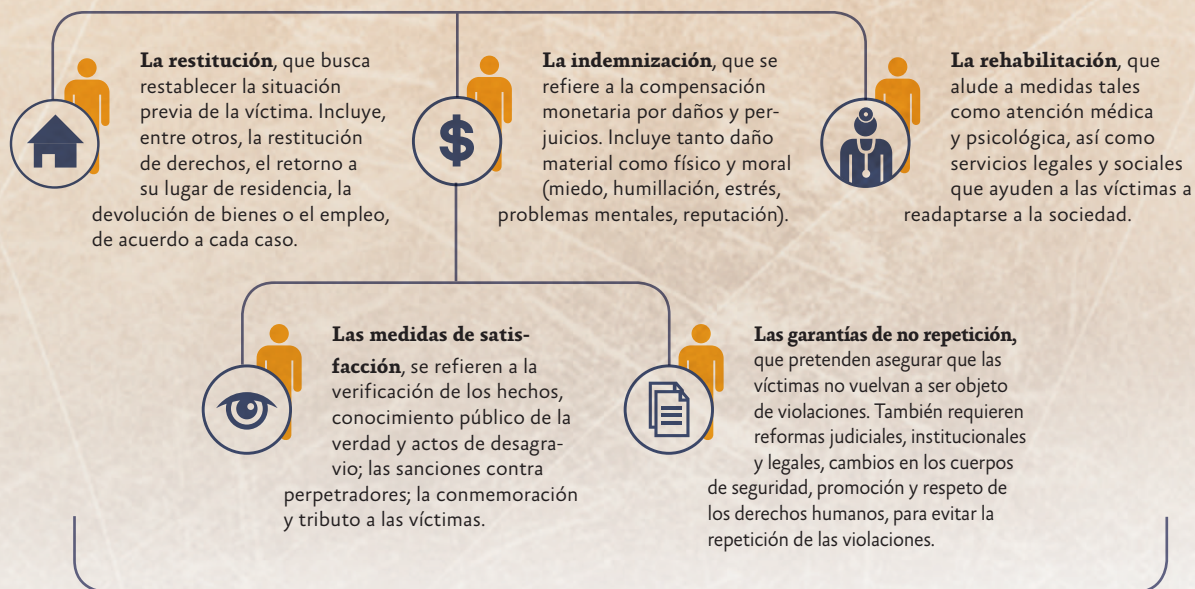 La restitución, que busca
restablecer la situación
previa de la víctima. Incluye,
entre otros, la restitución
de derechos, el retorno a
su lugar de residencia, la
devolución de bienes o el empleo,
de acuerdo a cada caso.
La indemnización, que se
refiere a la compensación
monetaria por daños y per-
juicios. Incluye tanto daño
material como físico y moral
(miedo, humillación, estrés,
problemas mentales, reputación).
La rehabilitación, que
alude a medidas tales
como atención médica
y psicológica, así como
servicios legales y sociales
que ayuden a las víctimas a
readaptarse a la sociedad.
Las medidas de satis-
facción, se refieren a la
verificación de los hechos,
conocimiento público de la
verdad y actos de desagra-
vio; las sanciones contra
perpetradores; la conmemoración
y tributo a las víctimas.
Las garantías de no repetición,
que pretenden asegurar que las
víctimas no vuelvan a ser objeto
de violaciones. También requieren
reformas judiciales, institucionales
y legales, cambios en los cuerpos
de seguridad, promoción y respeto de
los derechos humanos, para evitar la
repetición de las violaciones.